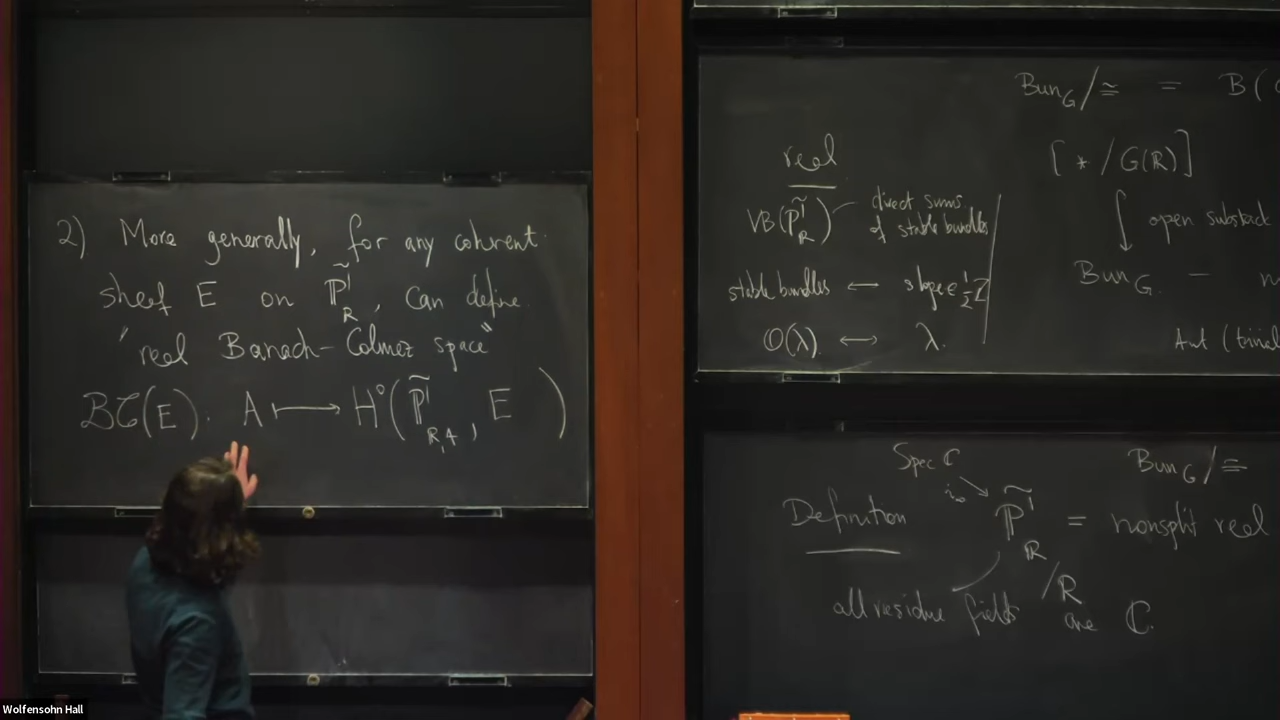 2) More generally, for any coherent
sheaf E on P̃¹_R, can define
"real Banach-Colmez space"
BC(E): A ↦ H⁰(P̃¹_{R,A}, E)
Bun_G/≅ = B(
real
[*/G(R)]
VB(P̃¹_R)
direct sums
of stable bundles
open substack
stable bundles ↔ slope ∈ ½Z
Bun_G
O(λ) ↔ λ
Aut (trivial
Spec C
Bun_G/≅
i_∞
Definition P̃¹_R = nonsplit real
/R
all residue fields are C.
Wolfensohn Hall